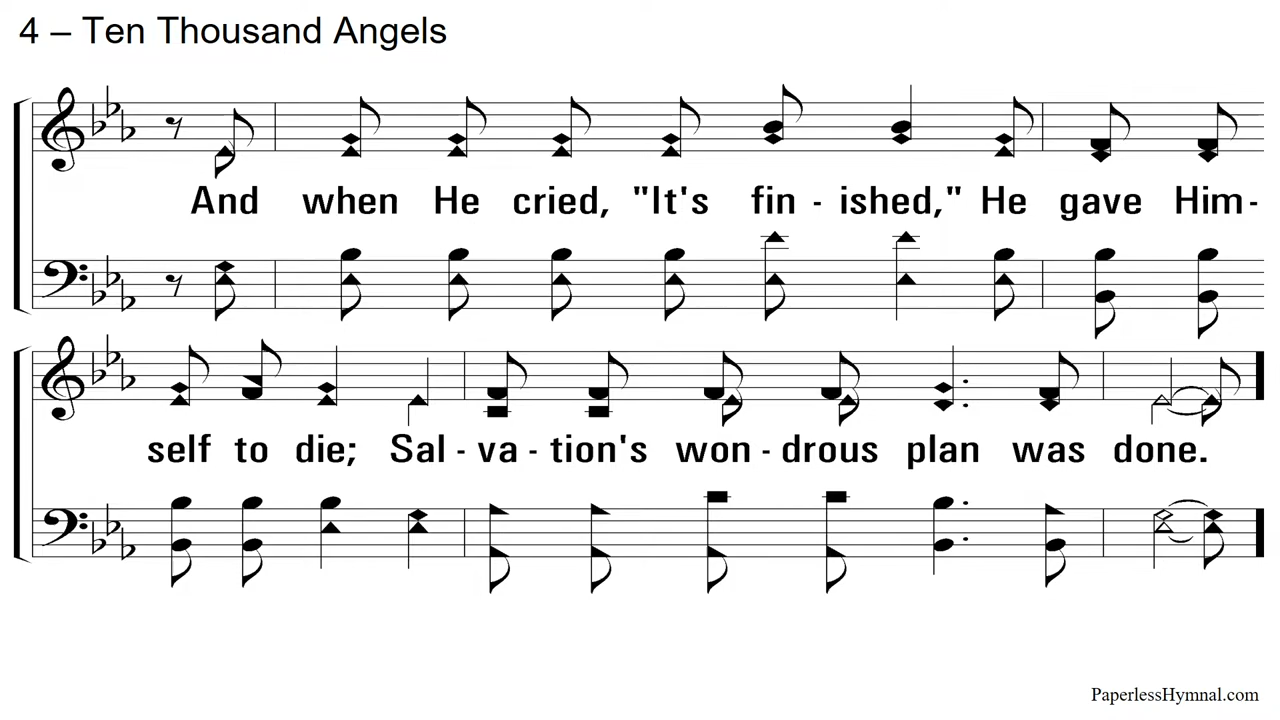 4 – Ten Thousand Angels
And when He cried, "It's fin - ished," He gave Him-
self to die; Sal - va - tion's won - drous plan was done.
PaperlessHymnal.com